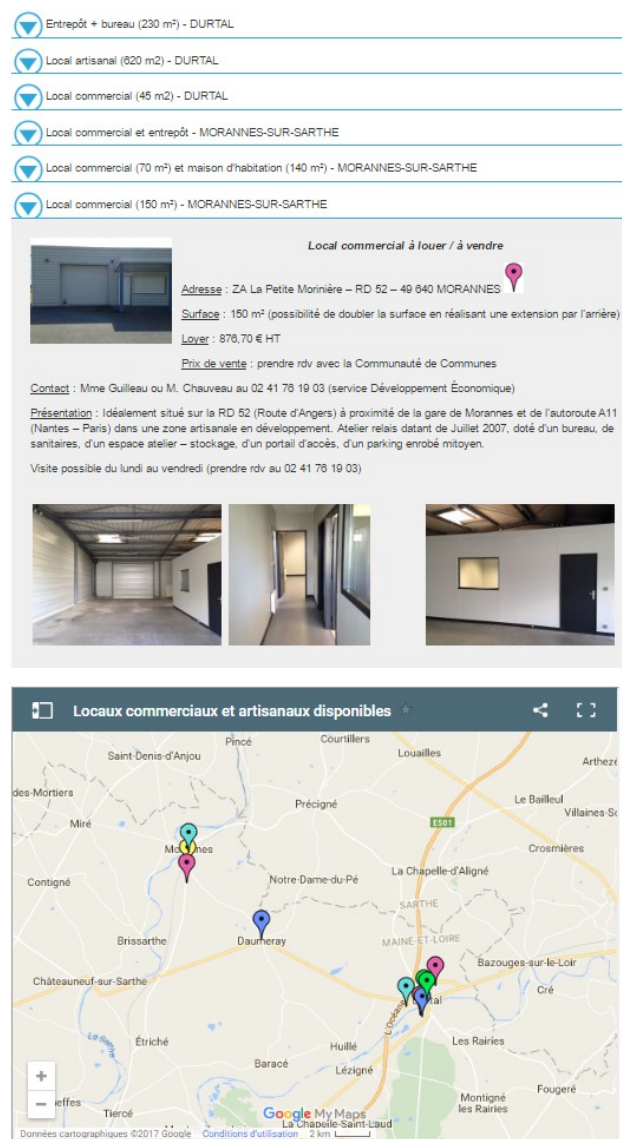 Entrepôt + bureau (230 m²) - DURTAL
Local artisanal (620 m2) - DURTAL
Local commercial (45 m2) - DURTAL
Local commercial et entrepôt - MORANNES-SUR-SARTHE
Local commercial (70 m²) et maison d'habitation (140 m²) - MORANNES-SUR-SARTHE
Local commercial (150 m²) - MORANNES-SUR-SARTHE
Local commercial à louer / à vendre
Adresse : ZA La Petite Morinière – RD 52 – 49 640 MORANNES
Surface : 150 m² (possibilité de doubler la surface en réalisant une extension par l'arrière)
Loyer : 876,70 € HT
Prix de vente : prendre rdv avec la Communauté de Communes
Contact : Mme Guilleau ou M. Chauveau au 02 41 76 19 03 (service Développement Économique)
Présentation : Idéalement situé sur la RD 52 (Route d'Angers) à proximité de la gare de Morannes et de l'autoroute A11
(Nantes – Paris) dans une zone artisanale en développement. Atelier relais datant de Juillet 2007, doté d'un bureau, de
sanitaires, d'un espace atelier – stockage, d'un portail d'accès, d'un parking enrobé mitoyen.
Visite possible du lundi au vendredi (prendre rdv au 02 41 76 19 03)
Locaux commerciaux et artisanaux disponibles
Pincé
Courtillers
Saint-Denis-d'Anjou
Louailles
Arthezé
des-Mortiers
Précigné
Le Bailleul
Villaines-So
Miré
E501
Crosmières
La Chapelle-d'Aligné
Contigné
Notre-Dame-du-Pé
SARTHE
Brissarthe
Daumeray
MAINE-ET-LOIRE
Bazouges-sur-le-Loir
Châteauneuf-sur-Sarthe
Cré
L'Océane
La Sarthe
Étriché
Huillé
Les Rairies
Baracé
Lézigné
+
–
effes
Tiercé
Montigné
les Rairies
Fougeré
Google My Maps
La Chapelle-Saint-Laud
Données cartographiques ©2017 Google Conditions d'utilisation 2 km